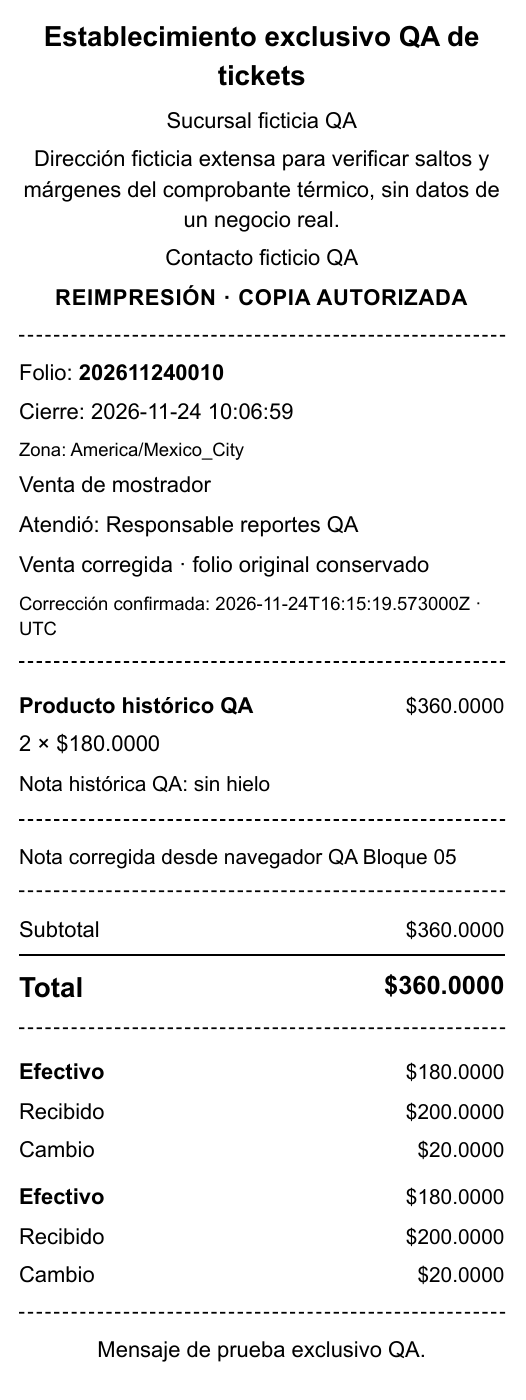 Establecimiento exclusivo QA de
tickets
Sucursal ficticia QA
Dirección ficticia extensa para verificar saltos y
márgenes del comprobante térmico, sin datos de
un negocio real.
Contacto ficticio QA
REIMPRESIÓN · COPIA AUTORIZADA
Folio: 202611240010
Cierre: 2026-11-24 10:06:59
Zona: America/Mexico_City
Venta de mostrador
Atendió: Responsable reportes QA
Venta corregida · folio original conservado
Corrección confirmada: 2026-11-24T16:15:19.573000Z ·
UTC
Producto histórico QA $360.0000
2 × $180.0000
Nota histórica QA: sin hielo
Nota corregida desde navegador QA Bloque 05
Subtotal $360.0000
Total $360.0000
Efectivo $180.0000
Recibido $200.0000
Cambio $20.0000
Efectivo $180.0000
Recibido $200.0000
Cambio $20.0000
Mensaje de prueba exclusivo QA.